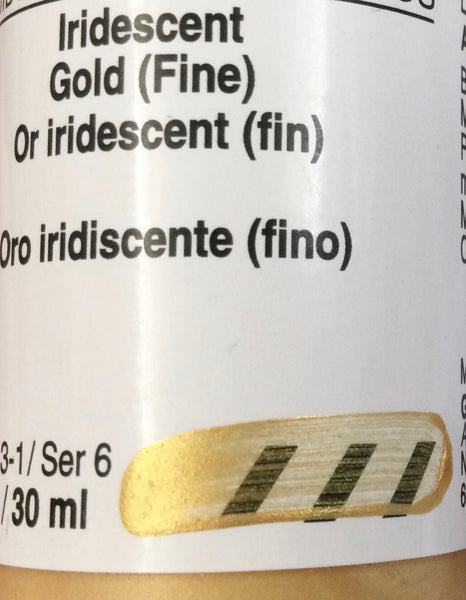 Iridescent
Gold (Fine)
Or iridescent (fin)
Oro iridiscente (fino)
3-1/ Ser 6
/ 30 ml